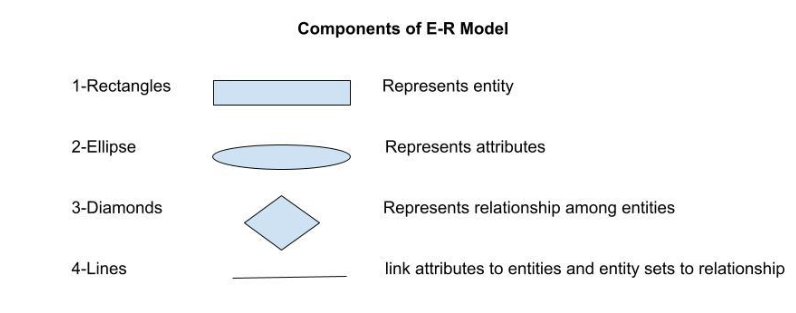 Components of E-R Model
1-Rectangles Represents entity
2-Ellipse Represents attributes
3-Diamonds Represents relationship among entities
4-Lines link attributes to entities and entity sets to relationship